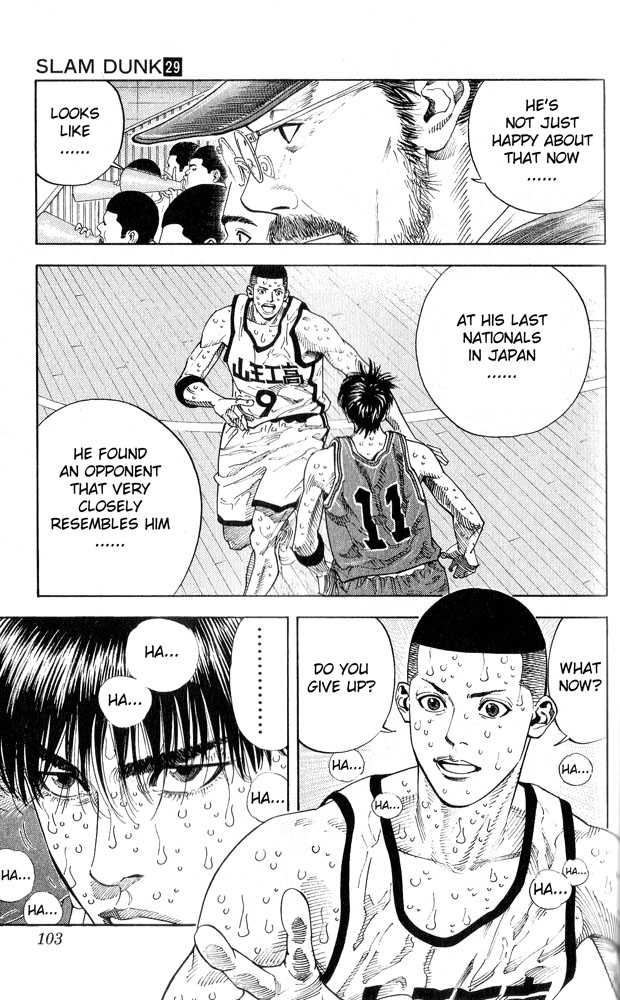 SLAM DUNK 29
HE'S
NOT JUST
HAPPY ABOUT
THAT NOW
......
LOOKS
LIKE
......
AT HIS LAST
NATIONALS
IN JAPAN
......
山王工高
9
11
HE FOUND
AN OPPONENT
THAT VERY
CLOSELY
RESEMBLES HIM
......
WHAT
NOW?
DO YOU
GIVE UP?
HA...
HA...
HA...
HA...
HA...
.........
HA...
HA...
HA...
HA...
HA...
103